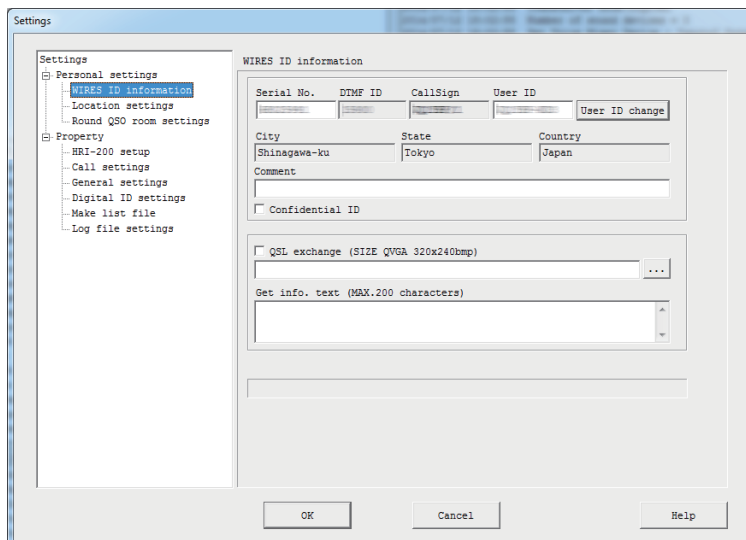 Settings
Settings
Personal settings
WIRES ID information
Location settings
Round QSO room settings
Property
HRI-200 setup
Call settings
General settings
Digital ID settings
Make list file
Log file settings
WIRES ID information
Serial No. DTMF ID CallSign User ID
User ID change
City State Country
Shinagawa-ku Tokyo Japan
Comment
Confidential ID
QSL exchange (SIZE QVGA 320x240bmp)
...
Get info. text (MAX.200 characters)
OK Cancel Help